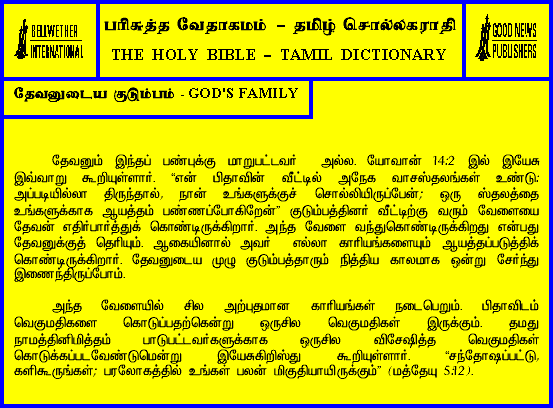 BELLWETHER
INTERNATIONAL
பரிசுத்த வேதாகமம் – தமிழ் சொல்லகராதி
THE HOLY BIBLE – TAMIL DICTIONARY
GOOD NEWS
PUBLISHERS
தேவனுடைய குடும்பம் - GOD'S FAMILY
தேவனும் இந்தப் பண்புக்கு மாறுபட்டவர் அல்ல. யோவான் 14:2 இல் இயேசு
இவ்வாறு கூறியுள்ளார். “என் பிதாவின் வீட்டில் அநேக வாசஸ்தலங்கள் உண்டு;
அப்படியில்லா திருந்தால், நான் உங்களுக்குச் சொல்லியிருப்பேன்; ஒரு ஸ்தலத்தை
உங்களுக்காக ஆயத்தம் பண்ணப்போகிறேன்” குடும்பத்தினர் வீட்டிற்கு வரும் வேளையை
தேவன் எதிர்பார்த்துக் கொண்டிருக்கிறார். அந்த வேளை வந்துகொண்டிருக்கிறது என்பது
தேவனுக்குத் தெரியும். ஆகையினால் அவர் எல்லா காரியங்களையும் ஆயத்தப்படுத்திக்
கொண்டிருக்கிறார். தேவனுடைய முழு குடும்பத்தாரும் நித்திய காலமாக ஒன்று சேர்ந்து
இணைந்திருப்போம்.
அந்த வேளையில் சில அற்புதமான காரியங்கள் நடைபெறும். பிதாவிடம்
வெகுமதிகளை கொடுப்பதற்கென்று ஒருசில வெகுமதிகள் இருக்கும். தமது
நாமத்தினிமித்தம் பாடுபட்டவர்களுக்காக ஒருசில விசேஷித்த வெகுமதிகள்
கொடுக்கப்படவேண்டுமென்று இயேசுகிறிஸ்து கூறியுள்ளார். “சந்தோஷப்பட்டு,
களிகூருங்கள்; பரலோகத்தில் உங்கள் பலன் மிகுதியாயிருக்கும்” (மத்தேயு 5:12).